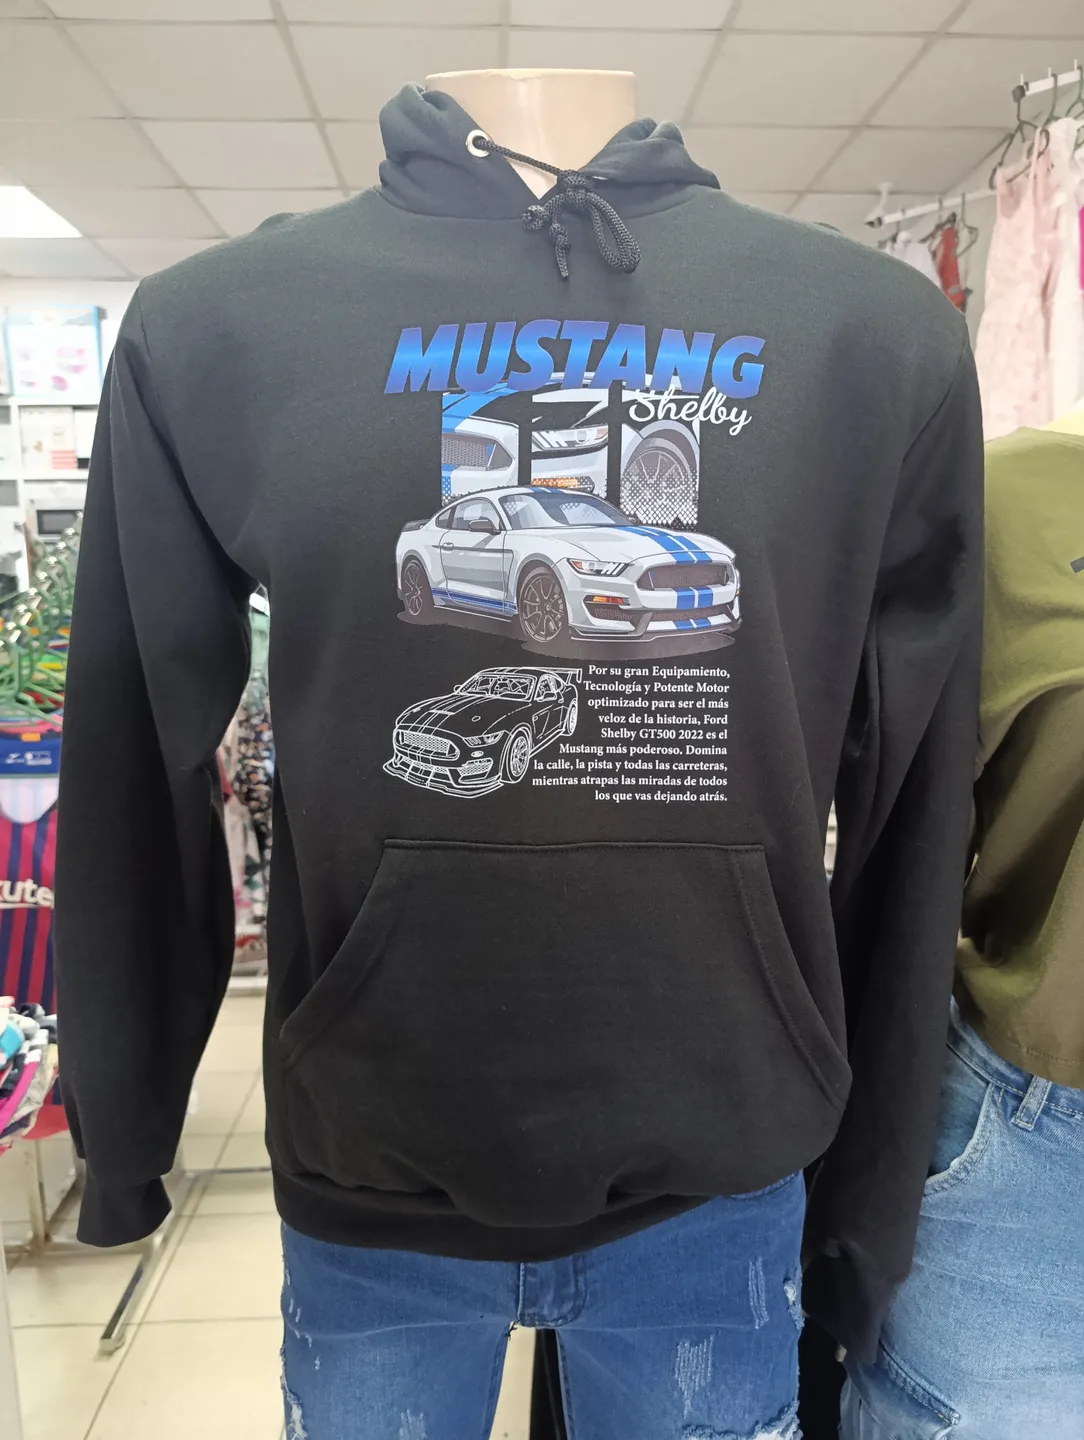 MUSTANG
Shelby
Por su gran Equipamiento,
Tecnología y Potente Motor
optimizado para ser el más
veloz de la historia, Ford
Shelby GT500 2022 es el
Mustang más poderoso. Domina
la calle, la pista y todas las carreteras,
mientras atrapas las miradas de todos
los que vas dejando atrás.